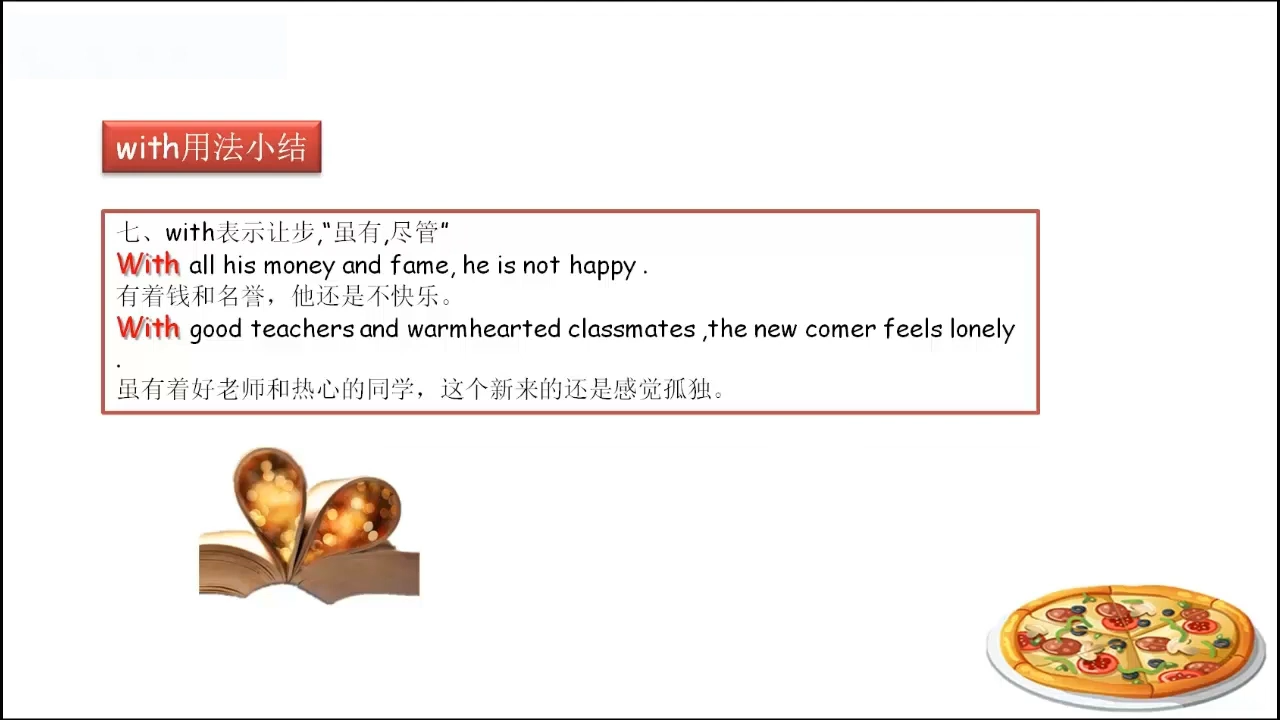 with用法小结
七、with表示让步,“虽有,尽管”
With all his money and fame, he is not happy .
有着钱和名誉，他还是不快乐。
With good teachers and warmhearted classmates ,the new comer feels lonely
.
虽有着好老师和热心的同学，这个新来的还是感觉孤独。